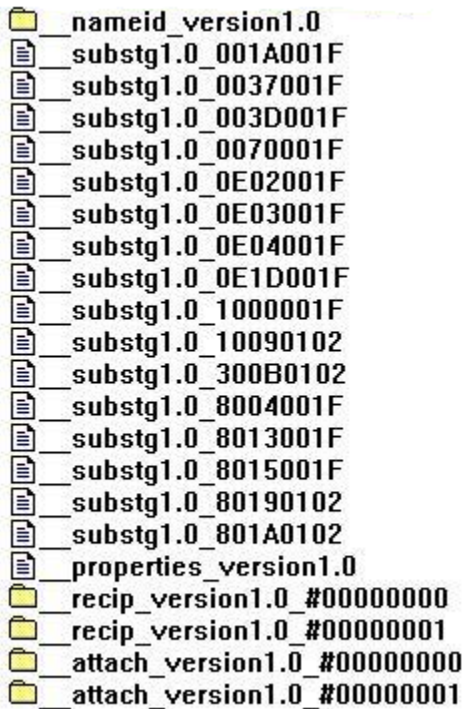 __nameid_version1.0
__substg1.0_001A001F
__substg1.0_0037001F
__substg1.0_003D001F
__substg1.0_0070001F
__substg1.0_0E02001F
__substg1.0_0E03001F
__substg1.0_0E04001F
__substg1.0_0E1D001F
__substg1.0_1000001F
__substg1.0_10090102
__substg1.0_300B0102
__substg1.0_8004001F
__substg1.0_8013001F
__substg1.0_8015001F
__substg1.0_80190102
__substg1.0_801A0102
__properties_version1.0
__recip_version1.0_#00000000
__recip_version1.0_#00000001
__attach_version1.0_#00000000
__attach_version1.0_#00000001